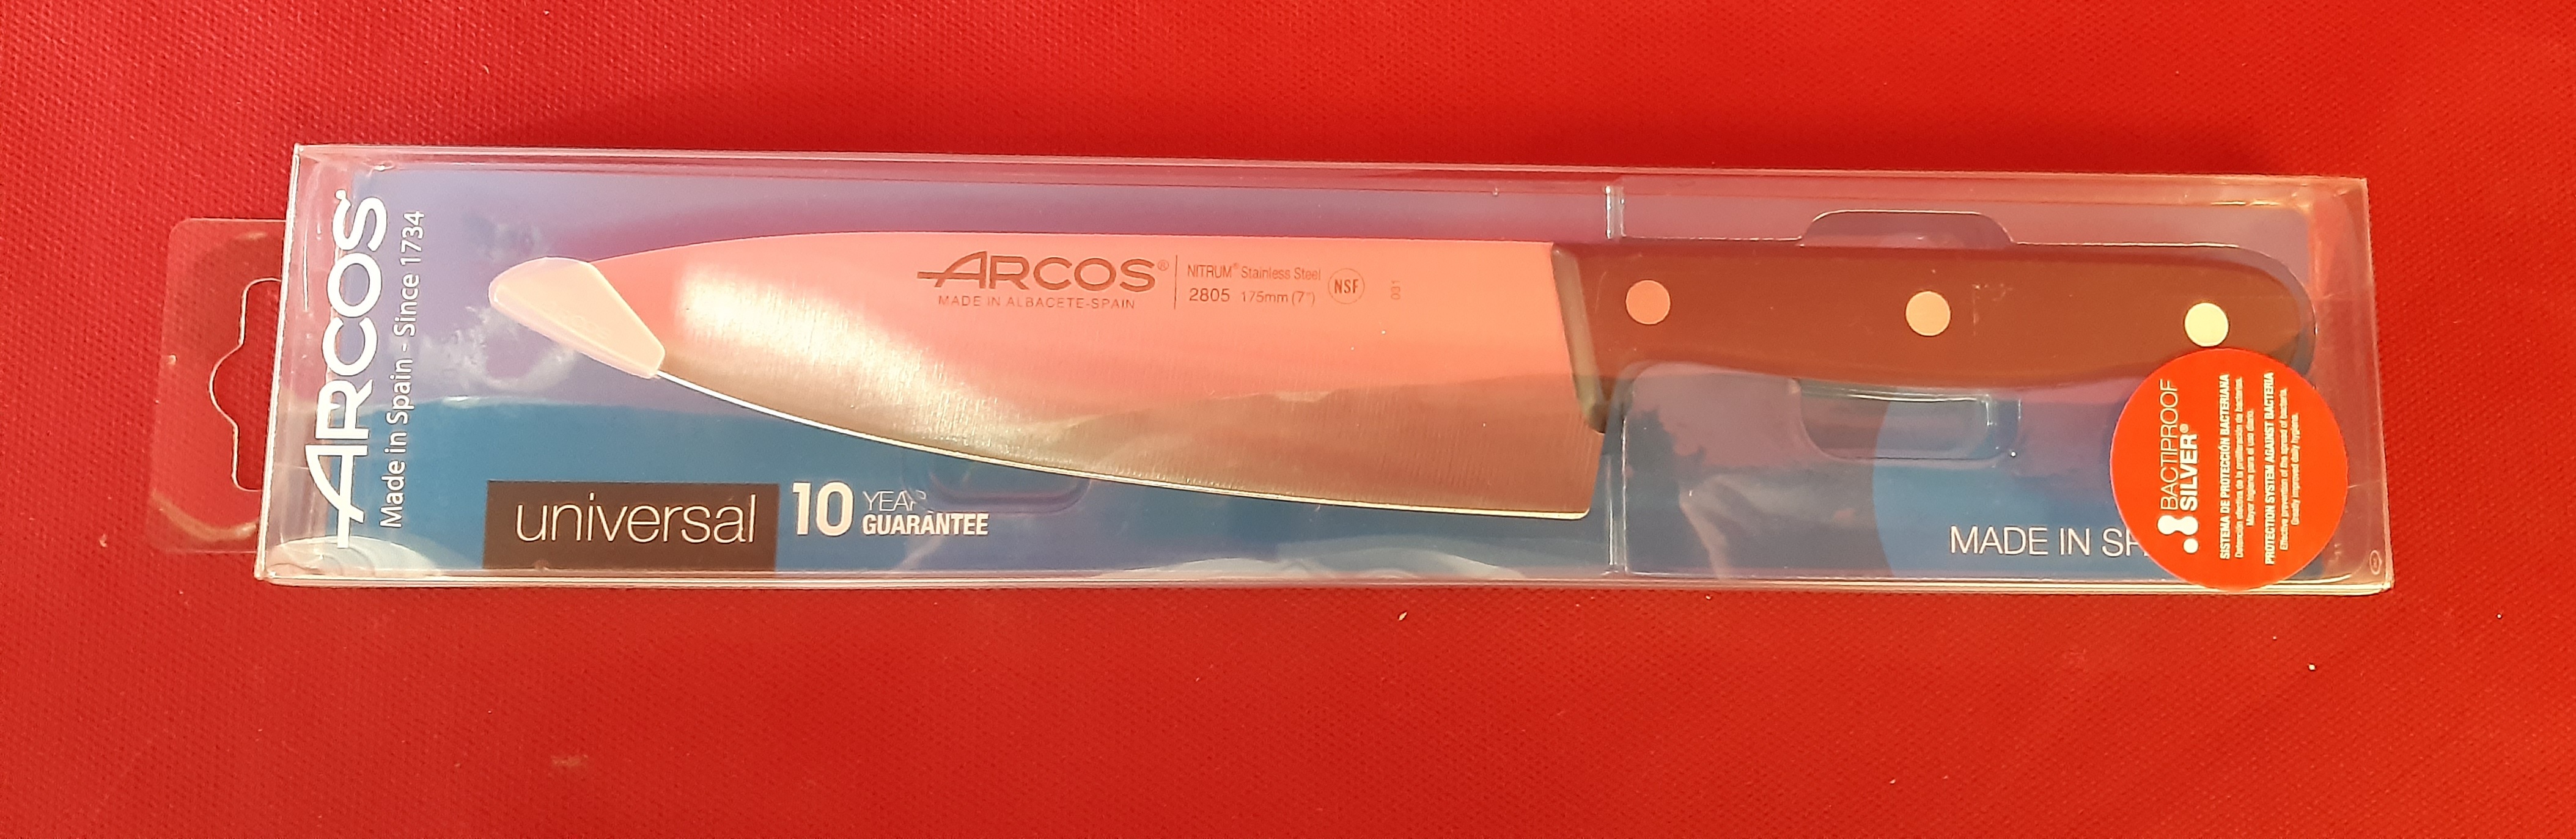 ARCOS
Made in Spain - Since 1734
ARCOS®
MADE IN ALBACETE-SPAIN
NITRUM® Stainless Steel
2805 175mm (7")
NSF
universal
10 YEAR
GUARANTEE
MADE IN SP
BACTIPROOF
SILVER®
SISTEMA DE PROTECCIÓN BACTERIANA
PROTECTION SYSTEM AGAINST BACTERIA